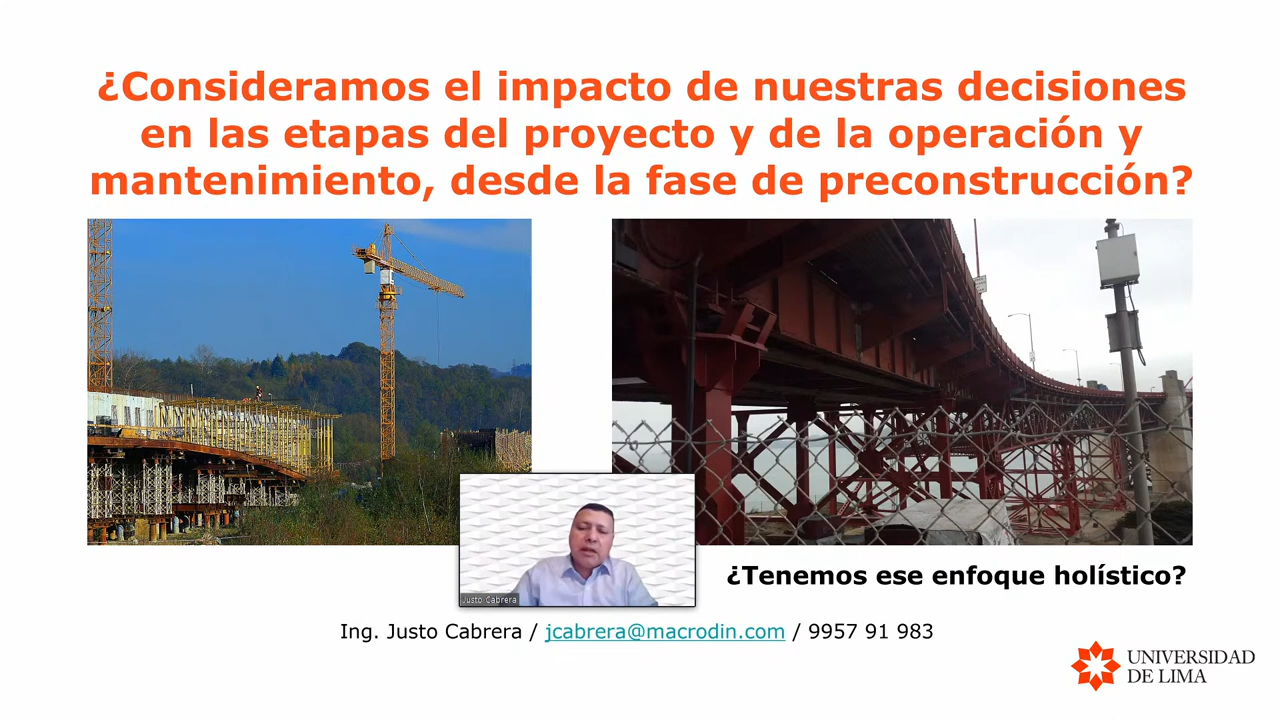 ¿Consideramos el impacto de nuestras decisiones
en las etapas del proyecto y de la operación y
mantenimiento, desde la fase de preconstrucción?
Justo Cabrera
¿Tenemos ese enfoque holístico?
Ing. Justo Cabrera / jcabrera@macrodin.com / 9957 91 983
UNIVERSIDAD
DE LIMA